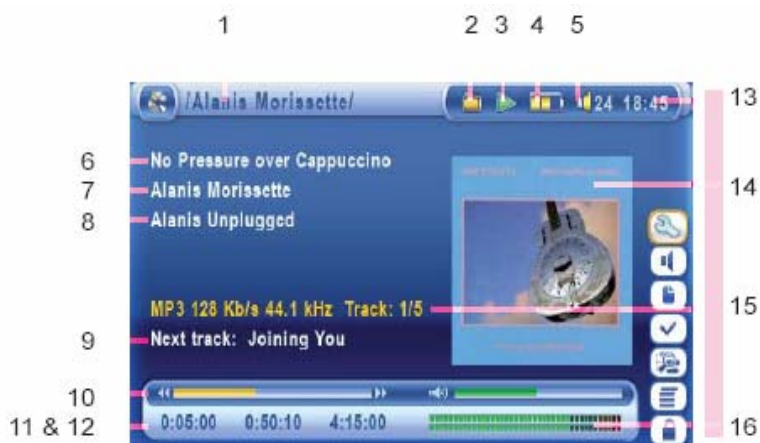 1 2 3 4 5
/Alanis Morissette/ 24 18:45 13
6 No Pressure over Cappuccino
14
7 Alanis Morissette
8 Alanis Unplugged
MP3 128 Kb/s 44.1 kHz Track: 1/5 15
9 Next track: Joining You
10
11 & 12 0:05:00 0:50:10 4:15:00 16